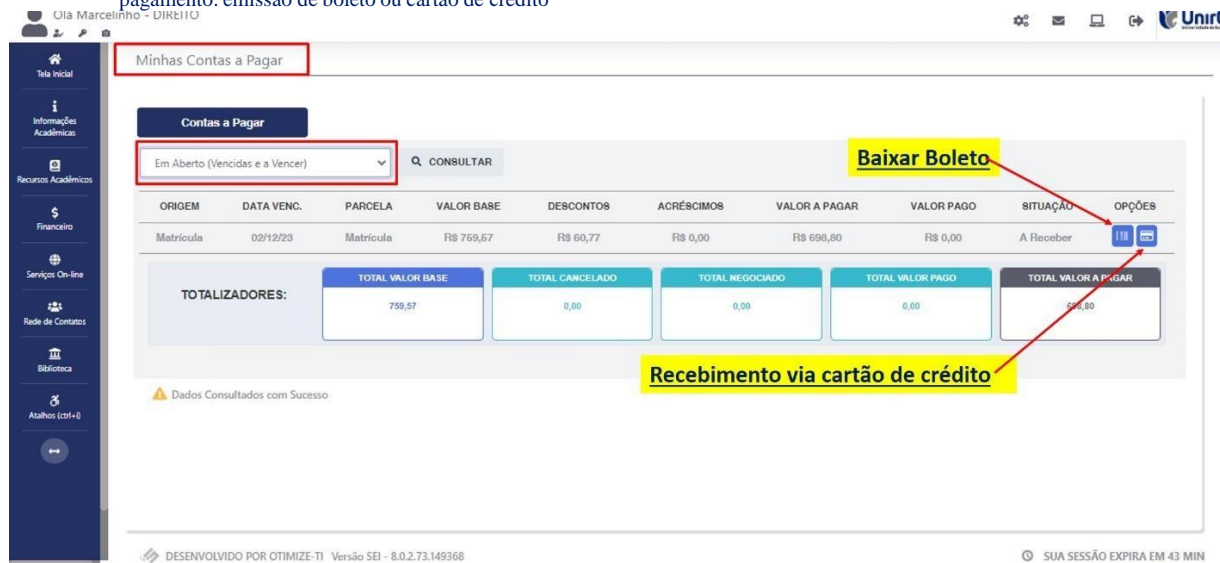 pagamento: emissão de boleto ou cartão de crédito
Olá Marcelinho - DIREITO
Tela Inicial
Informações
Acadêmicas
Recursos Acadêmicos
Financeiro
Serviços On-line
Rede de Contatos
Biblioteca
Atalhos (ctrl+i)
Minhas Contas a Pagar
Contas a Pagar
Em Aberto (Vencidas e a Vencer) CONSULTAR
Baixar Boleto
ORIGEM DATA VENC. PARCELA VALOR BASE DESCONTOS ACRÉSCIMOS VALOR A PAGAR VALOR PAGO SITUAÇÃO OPÇÕES
Matrícula 02/12/23 Matrícula R$ 759,57 R$ 60,77 R$ 0,00 R$ 698,80 R$ 0,00 A Receber
TOTALIZADORES:
TOTAL VALOR BASE TOTAL CANCELADO TOTAL NEGOCIADO TOTAL VALOR PAGO TOTAL VALOR A PAGAR
759,57 0,00 0,00 0,00 698,80
Recebimento via cartão de crédito
Dados Consultados com Sucesso
DESENVOLVIDO POR OTIMIZE-TI Versão SEI - 8.0.2.73.149368
SUA SESSÃO EXPIRA EM 43 MIN